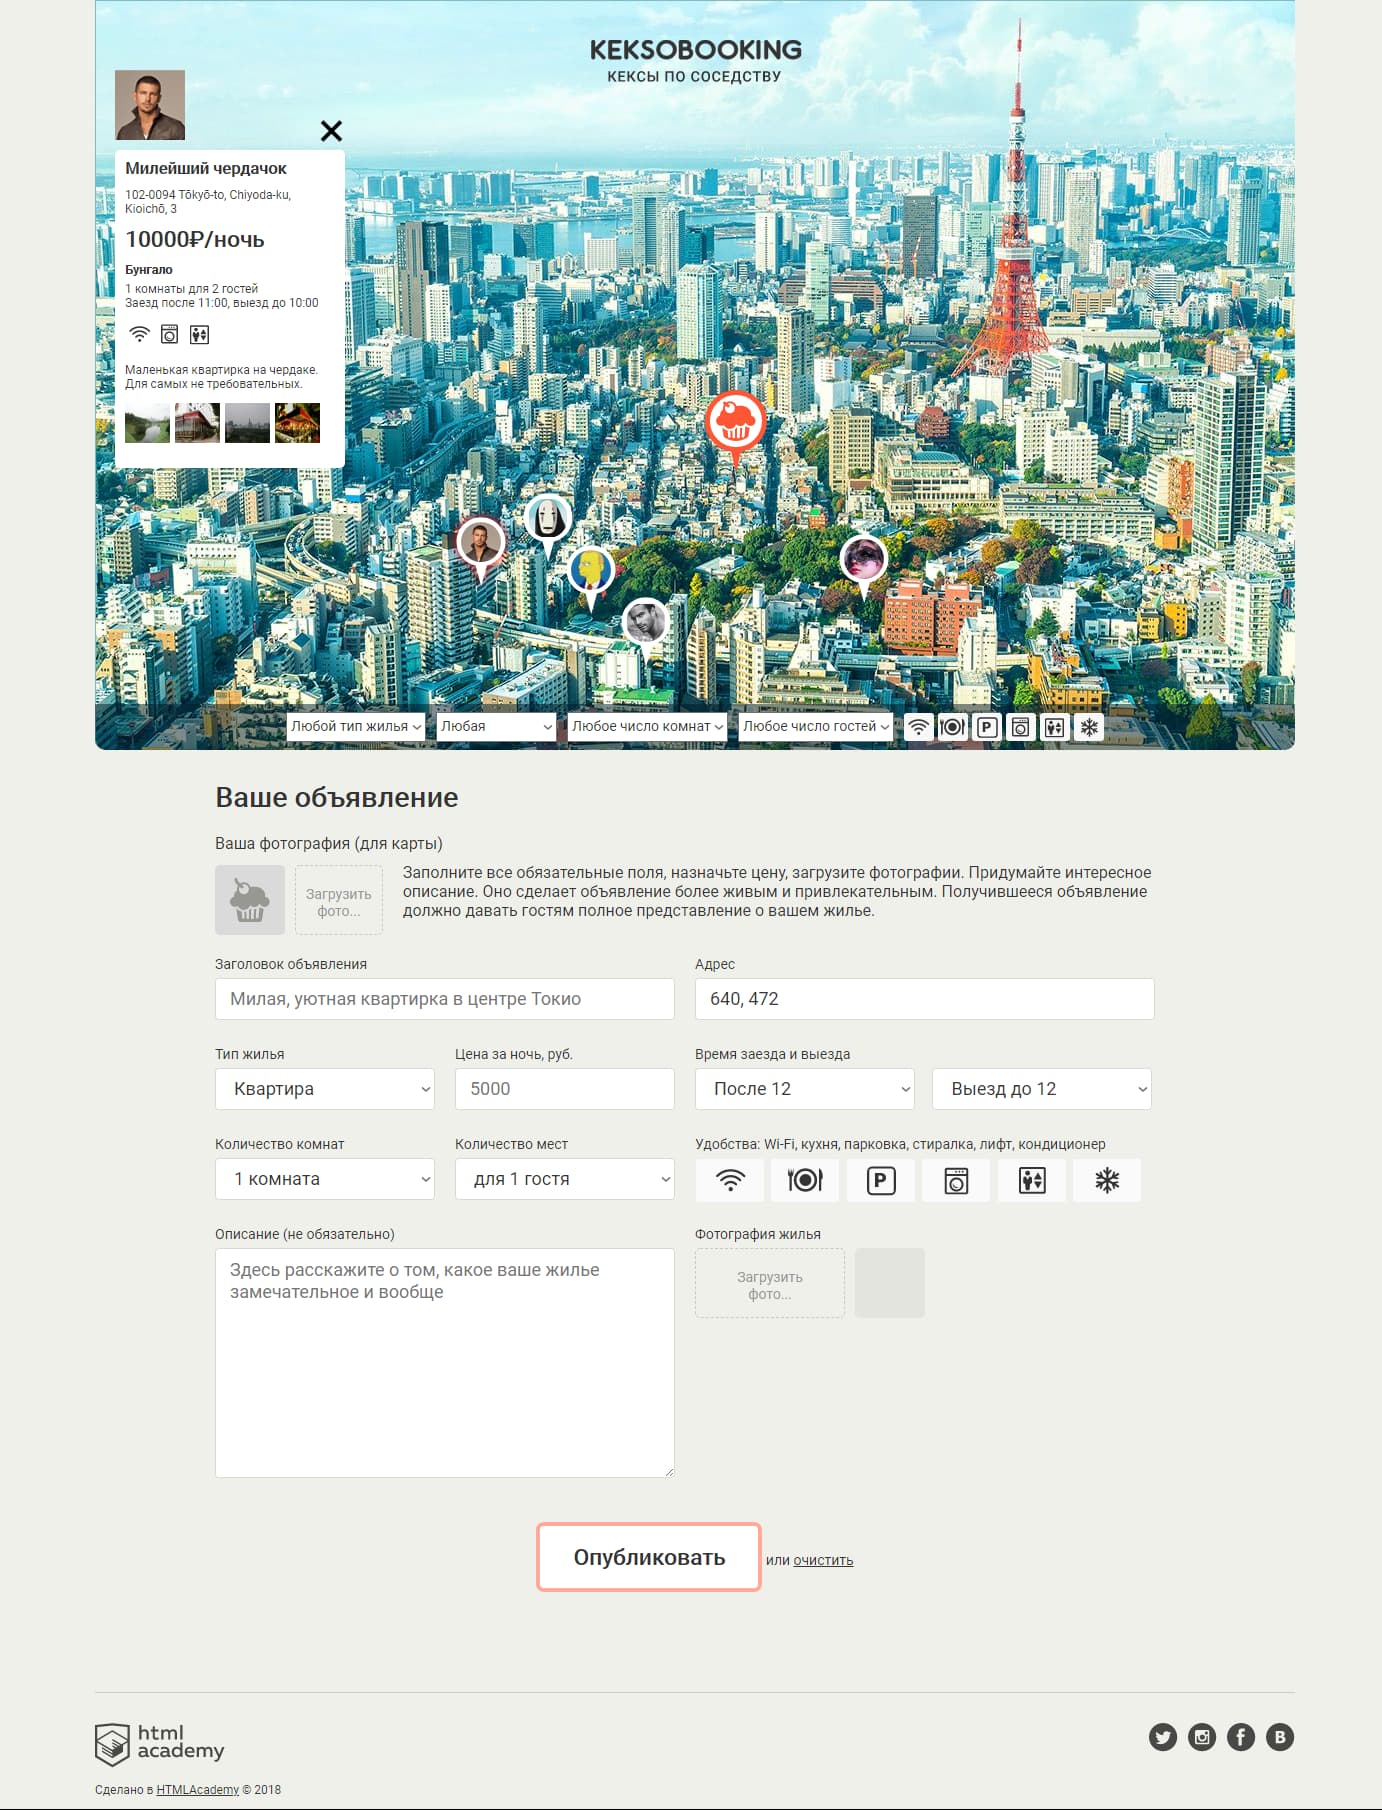 KEKSOBOOKING
КЕКСЫ ПО СОСЕДСТВУ
Милейший чердачок
102-0094 Tōkyō-to, Chiyoda-ku,
Kioichō, 3
10000₽/ночь
Бунгало
1 комнаты для 2 гостей
Заезд после 11:00, выезд до 10:00
Маленькая квартирка на чердаке.
Для самых не требовательных.
Любой тип жилья Любая Любое число комнат Любое число гостей P
Ваше объявление
Ваша фотография (для карты)
Загрузить
фото...
Заполните все обязательные поля, назначьте цену, загрузите фотографии. Придумайте интересное
описание. Оно сделает объявление более живым и привлекательным. Получившееся объявление
должно давать гостям полное представление о вашем жилье.
Заголовок объявления Адрес
Милая, уютная квартирка в центре Токио 640, 472
Тип жилья Цена за ночь, руб. Время заезда и выезда
Квартира 5000 После 12 Выезд до 12
Количество комнат Количество мест Удобства: Wi-Fi, кухня, парковка, стиралка, лифт, кондиционер
1 комната для 1 гостя P
Описание (не обязательно) Фотография жилья
Здесь расскажите о том, какое ваше жилье
замечательное и вообще
Загрузить
фото...
Опубликовать или очистить
html
academy
Сделано в HTMLAcademy © 2018